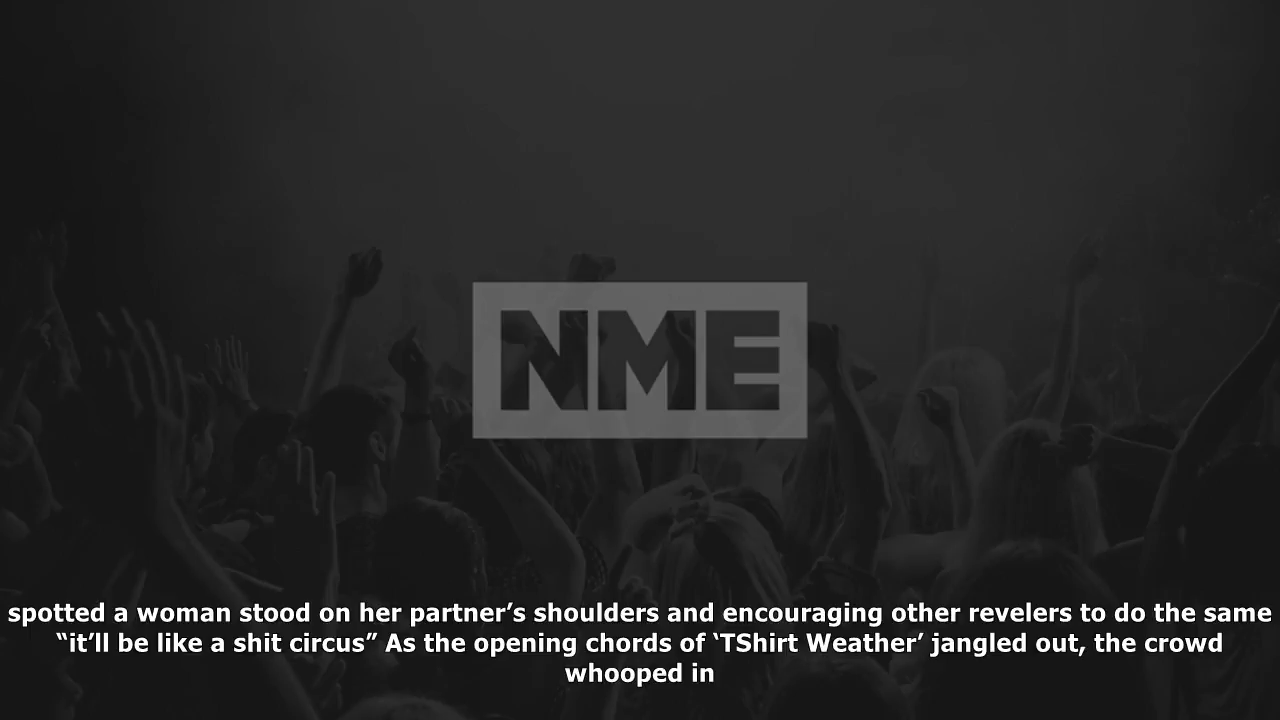 NME
spotted a woman stood on her partner’s shoulders and encouraging other revelers to do the same
“it’ll be like a shit circus” As the opening chords of ‘TShirt Weather’ jangled out, the crowd
whooped in